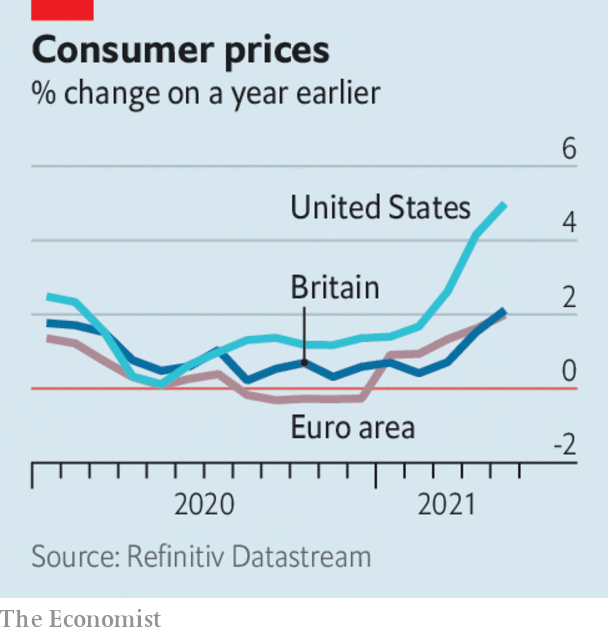 Consumer prices
% change on a year earlier
6
United States
4
Britain
2
0
Euro area
-2
2020 2021
Source: Refinitiv Datastream
The Economist